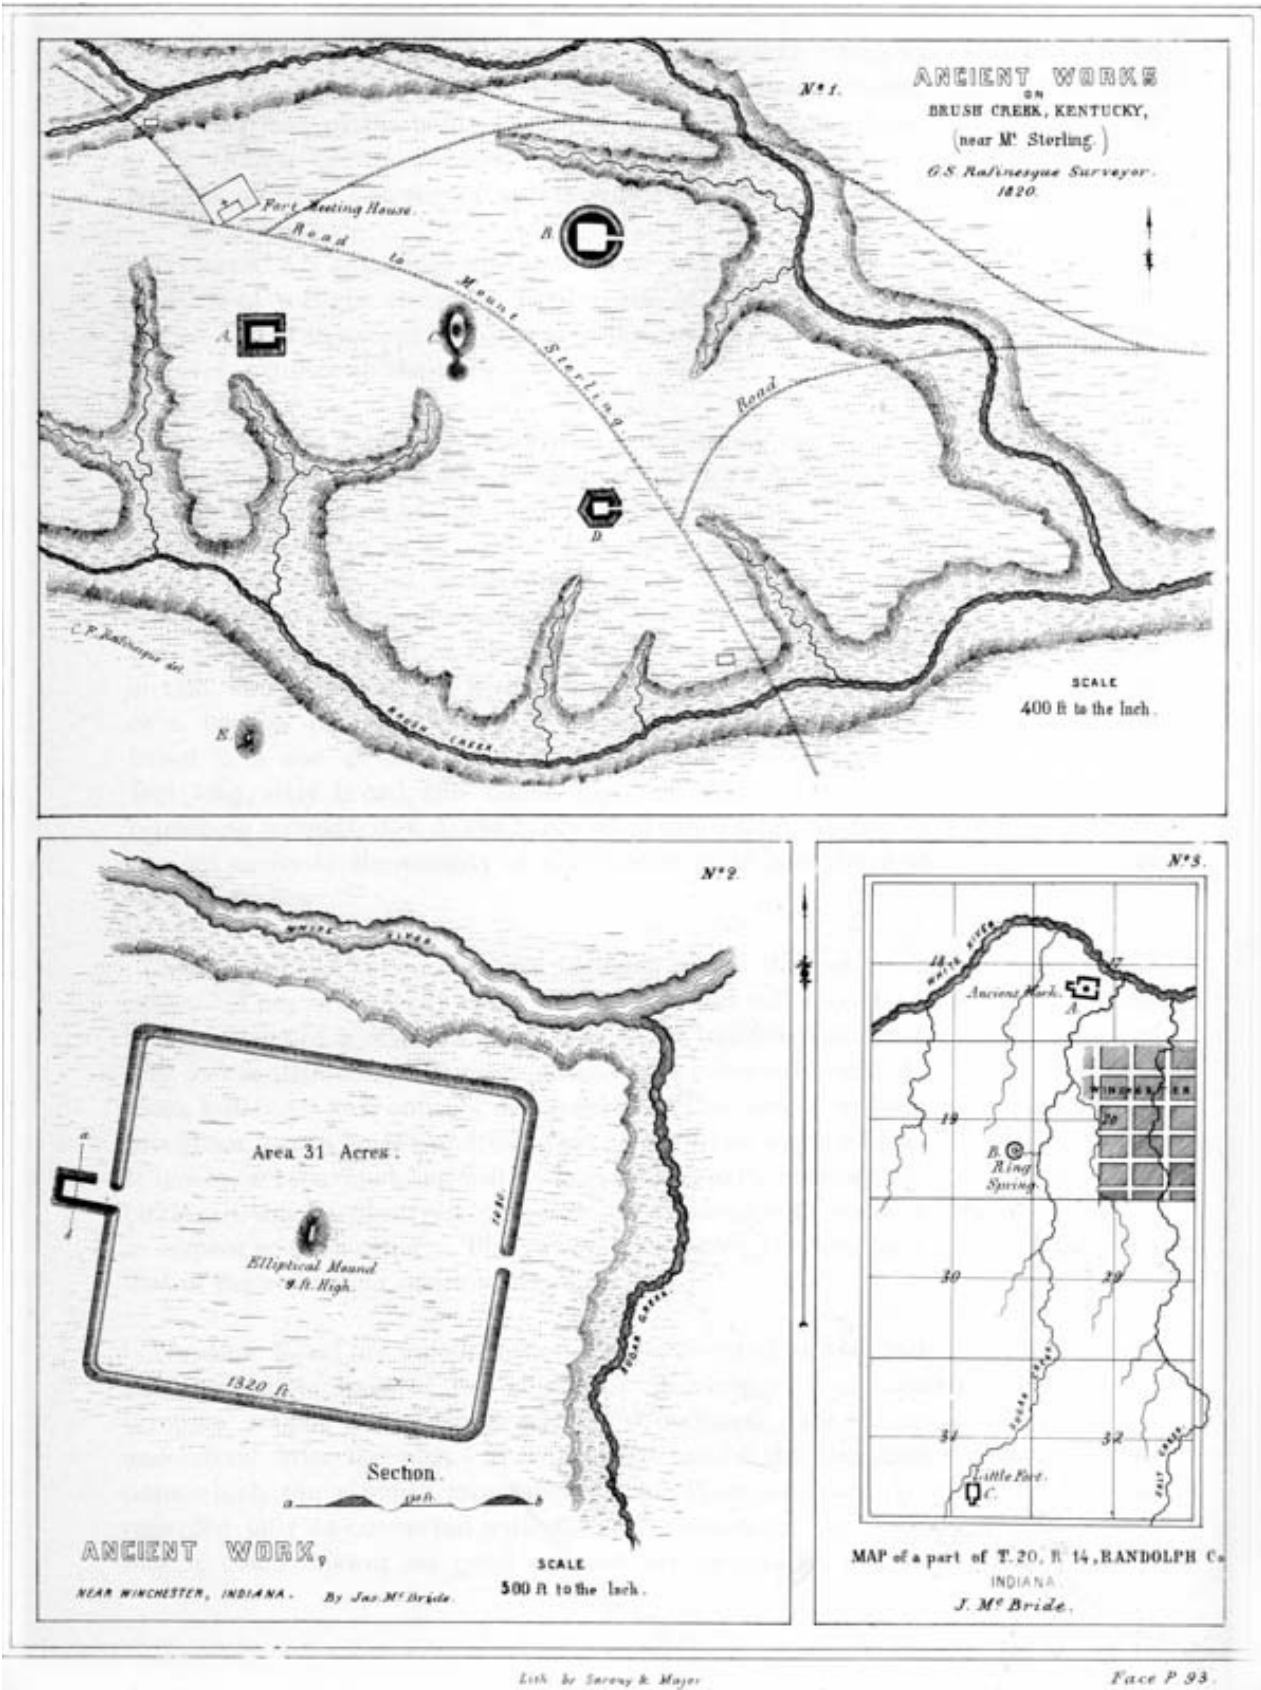 Nº 1.
ANCIENT WORKS
ON
BRUSH CREEK, KENTUCKY,
(near Mt Sterling.)
G.S. Rafinesque Surveyor.
1820.
Fort Meeting House.
Road to Mount Sterling
Road
A.
B.
C.
D.
E.
BRUSH CREEK.
C. F. Rafinesque del.
SCALE
400 ft to the Inch.
Nº 2.
WHITE RIVER
Area 31 Acres.
Elliptical Mound
9 ft. High.
1080.
1320 ft.
a
b
SUGAR CREEK.
Section.
a
b
ANCIENT WORK,
NEAR WINCHESTER, INDIANA. By Jas. Mc Bride.
SCALE
500 ft to the Inch.
Nº 3.
WHITE RIVER
18
17
Ancient Work.
A.
WINCHESTER
19
20
B.
Ring
Spring.
30
29
SUGAR CREEK
31
32
SALT CREEK.
Little Fort.
C.
MAP of a part of T. 20, R 14, RANDOLPH Co
INDIANA.
J. Mc Bride.
Lith. by Sarony & Major
Face P 93.